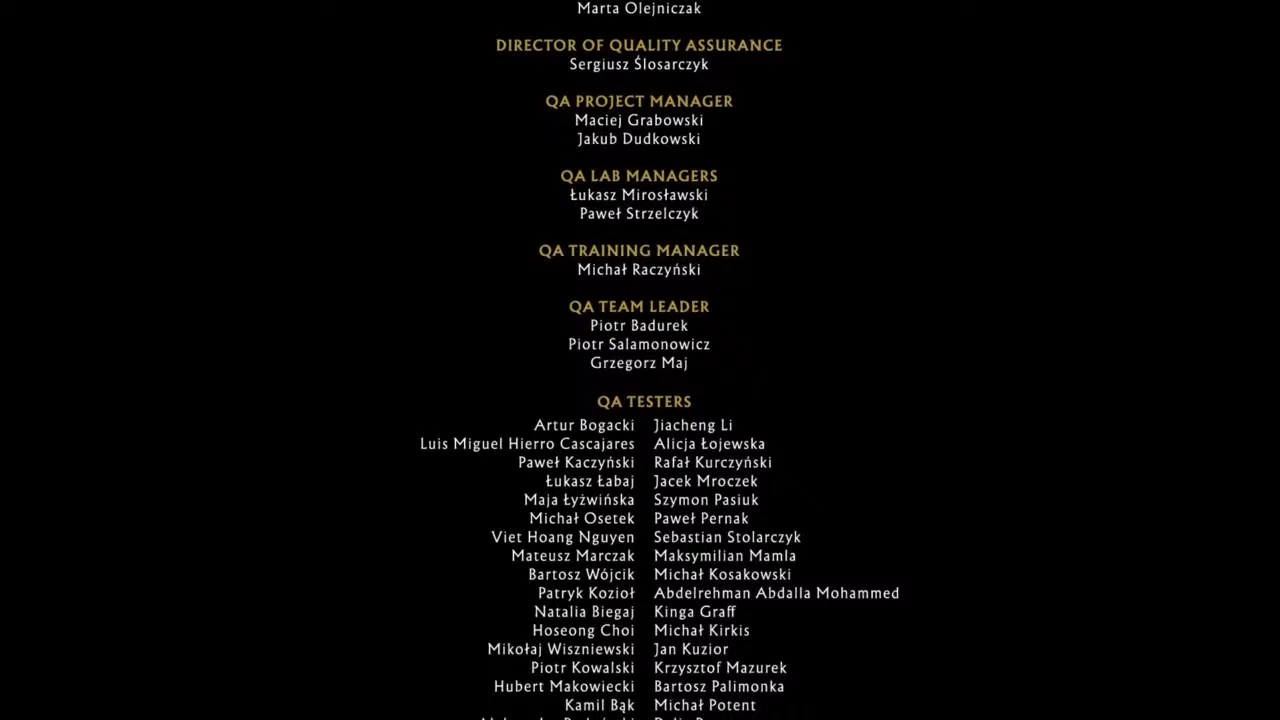 Marta Olejniczak
DIRECTOR OF QUALITY ASSURANCE
Sergiusz Ślosarczyk
QA PROJECT MANAGER
Maciej Grabowski
Jakub Dudkowski
QA LAB MANAGERS
Łukasz Mirosławski
Paweł Strzelczyk
QA TRAINING MANAGER
Michał Raczyński
QA TEAM LEADER
Piotr Badurek
Piotr Salamonowicz
Grzegorz Maj
QA TESTERS
Artur Bogacki Jiacheng Li
Luis Miguel Hierro Cascajares Alicja Łojewska
Paweł Kaczyński Rafał Kurczyński
Łukasz Łabaj Jacek Mroczek
Maja Łyżwińska Szymon Pasiuk
Michał Osetek Paweł Pernak
Viet Hoang Nguyen Sebastian Stolarczyk
Mateusz Marczak Maksymilian Mamla
Bartosz Wójcik Michał Kosakowski
Patryk Kozioł Abdelrehman Abdalla Mohammed
Natalia Biegaj Kinga Graff
Hoseong Choi Michał Kirkis
Mikołaj Wiszniewski Jan Kuzior
Piotr Kowalski Krzysztof Mazurek
Hubert Makowiecki Bartosz Palimonka
Kamil Bąk Michał Potent